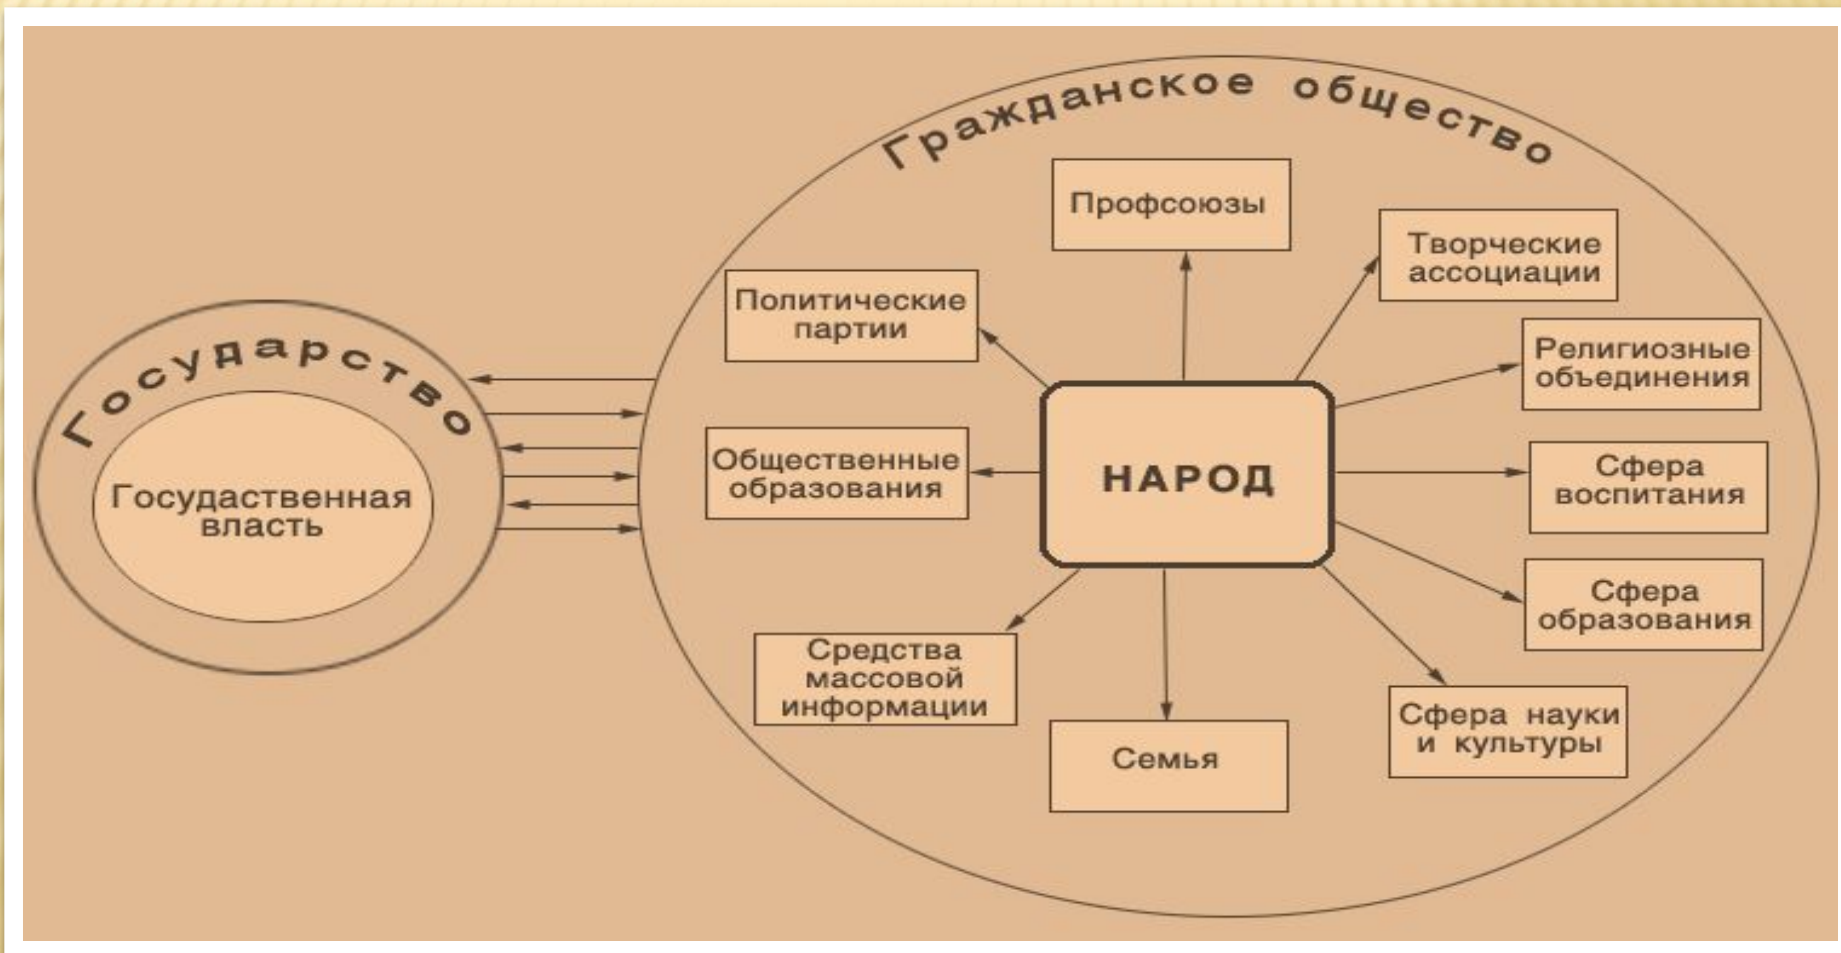 Гражданское общество
Профсоюзы
Творческие
ассоциации
Политические
партии
Религиозные
объединения
Государство
Государственная
власть
Общественные
образования
НАРОД
Сфера
воспитания
Сфера
образования
Средства
массовой
информации
Семья
Сфера науки
и культуры